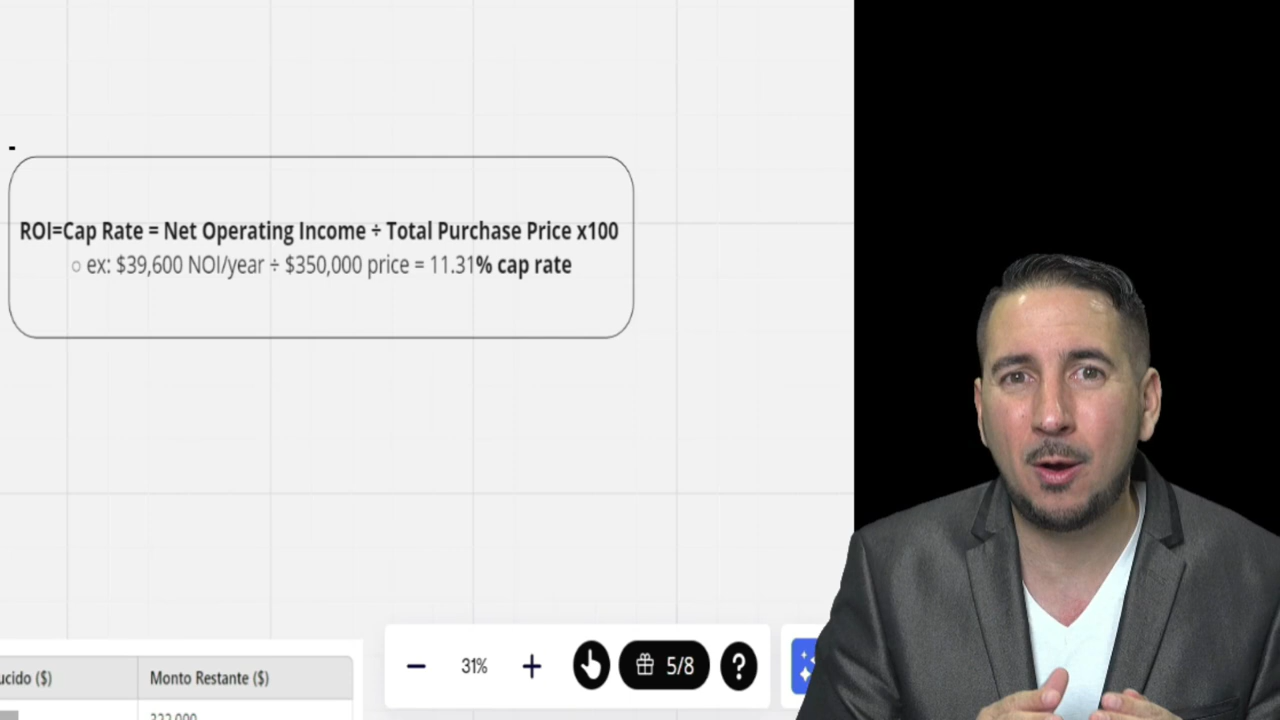 -
ROI=Cap Rate = Net Operating Income ÷ Total Purchase Price x100
○ ex: $39,600 NOI/year ÷ $350,000 price = 11.31% cap rate
31%
5/8
?
ucido ($) Monto Restante ($)